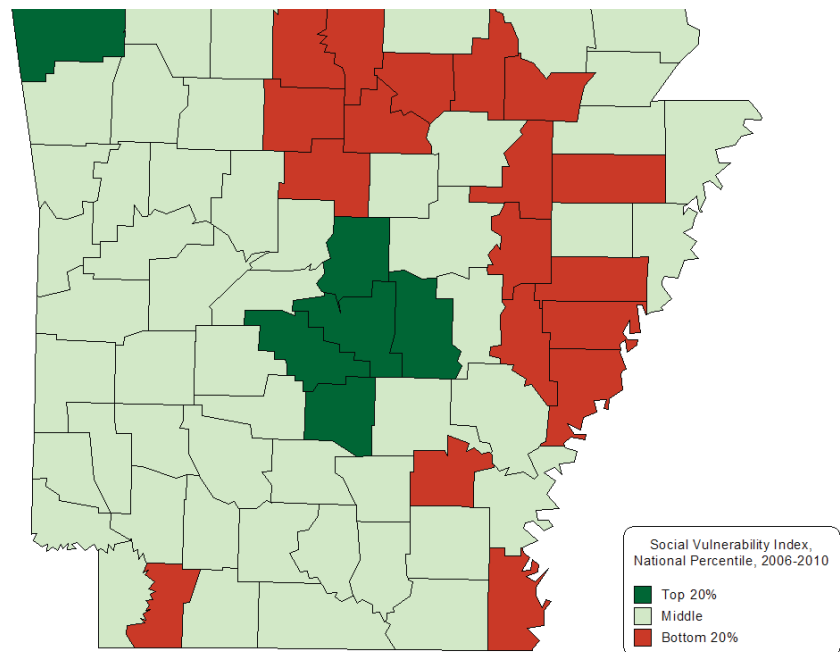 Social Vulnerability Index,
National Percentile, 2006-2010
Top 20%
Middle
Bottom 20%